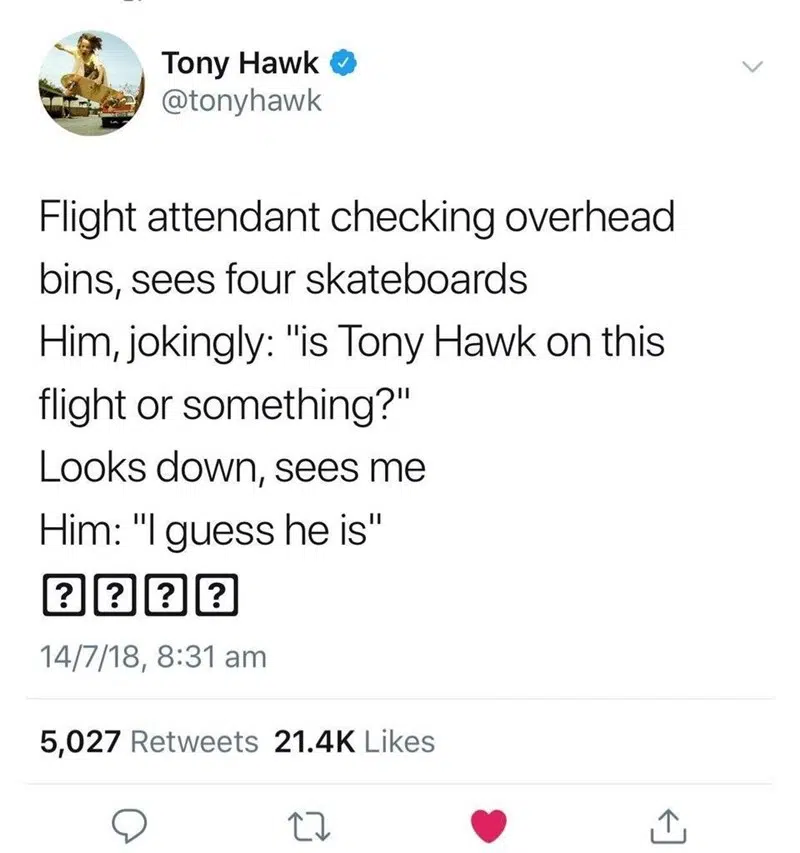 Tony Hawk
@tonyhawk
Flight attendant checking overhead
bins, sees four skateboards
Him, jokingly: "is Tony Hawk on this
flight or something?"
Looks down, sees me
Him: "I guess he is"
????
14/7/18, 8:31 am
5,027 Retweets 21.4K Likes